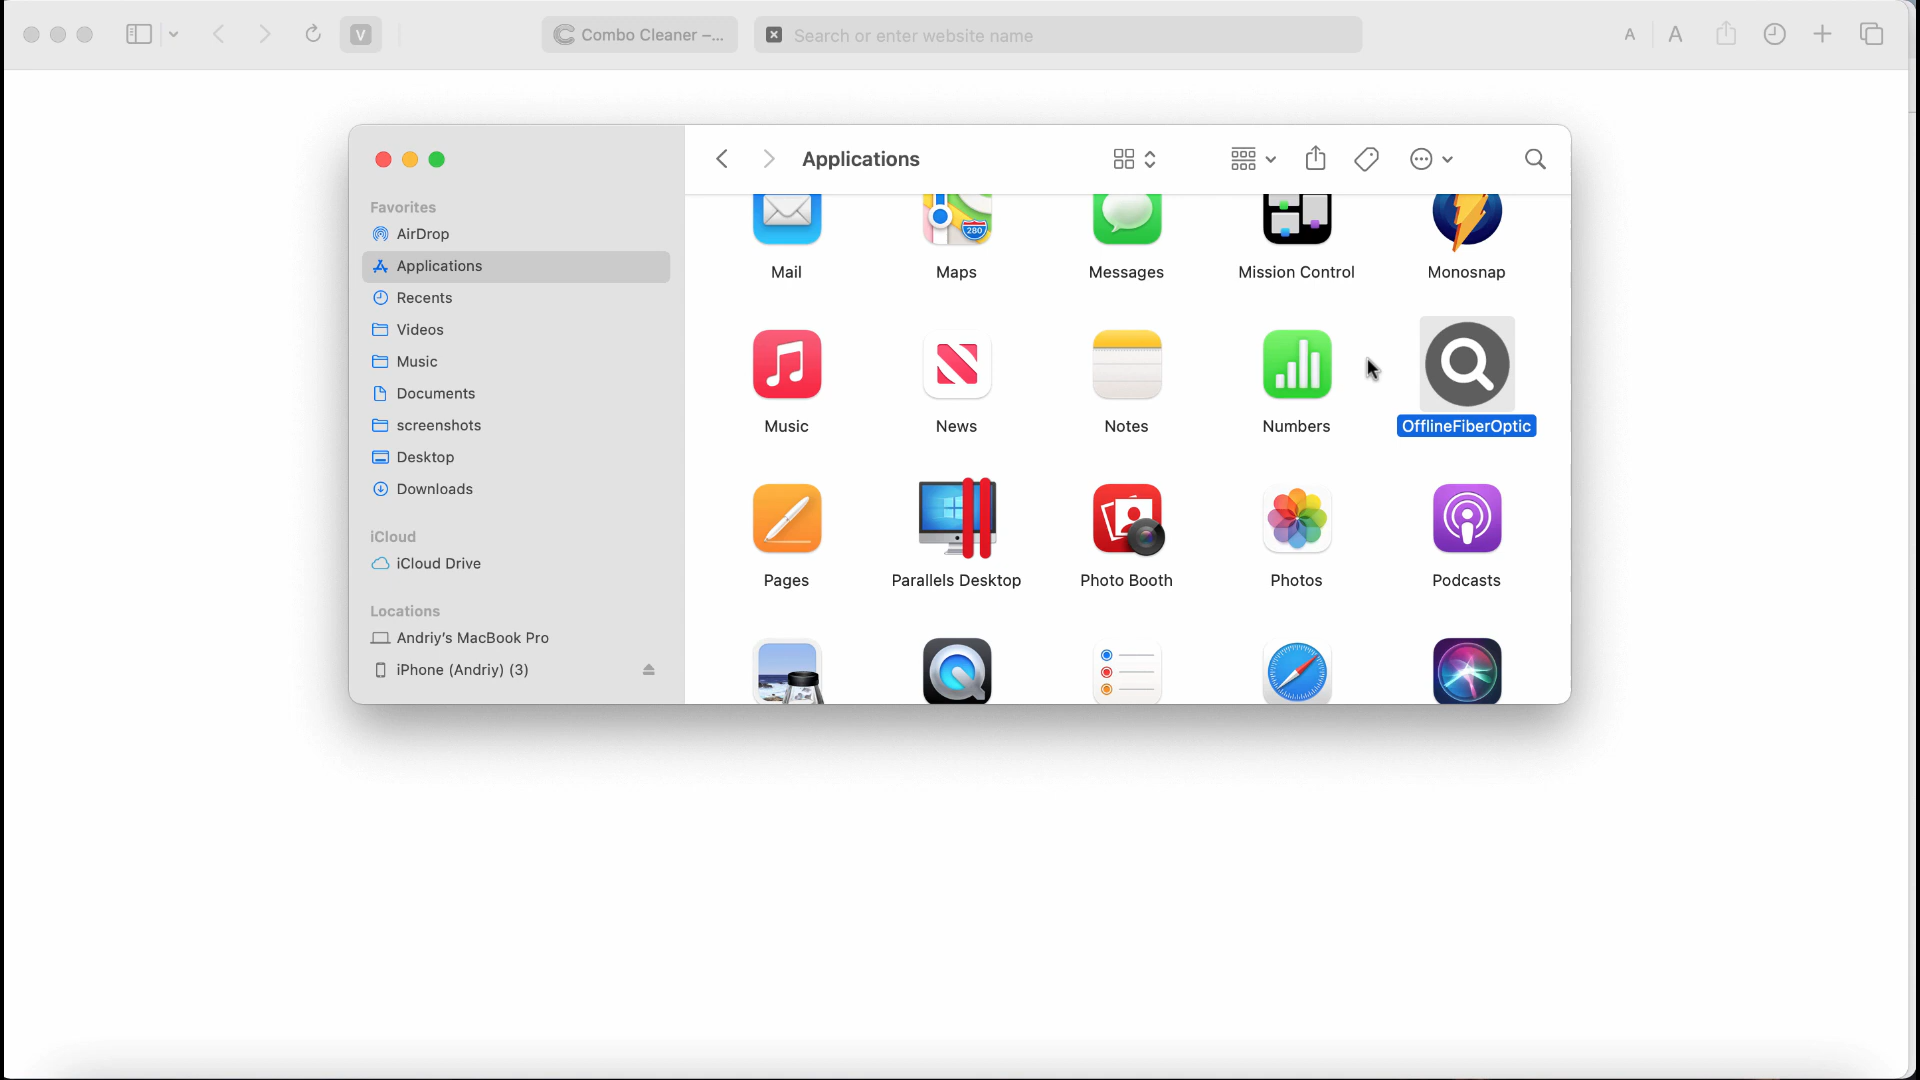 V
Combo Cleaner –...
Search or enter website name
A
A
Applications
Favorites
AirDrop
Applications
Recents
Videos
Music
Documents
screenshots
Desktop
Downloads
iCloud
iCloud Drive
Locations
Andriy's MacBook Pro
iPhone (Andriy) (3)
280
Mail
Maps
Messages
Mission Control
Monosnap
Music
News
Notes
Numbers
OfflineFiberOptic
Pages
Parallels Desktop
Photo Booth
Photos
Podcasts